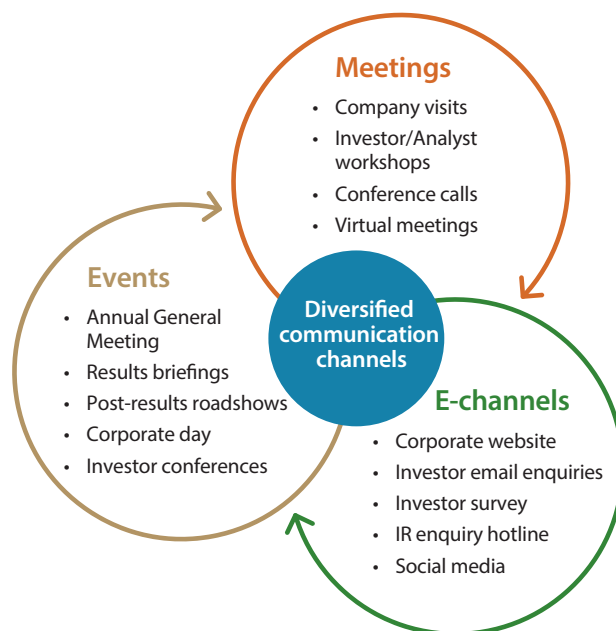 Meetings
• Company visits
• Investor/Analyst
workshops
• Conference calls
• Virtual meetings
Events
• Annual General
Meeting
• Results briefings
• Post-results roadshows
• Corporate day
• Investor conferences
Diversified
communication
channels
E-channels
• Corporate website
• Investor email enquiries
• Investor survey
• IR enquiry hotline
• Social media